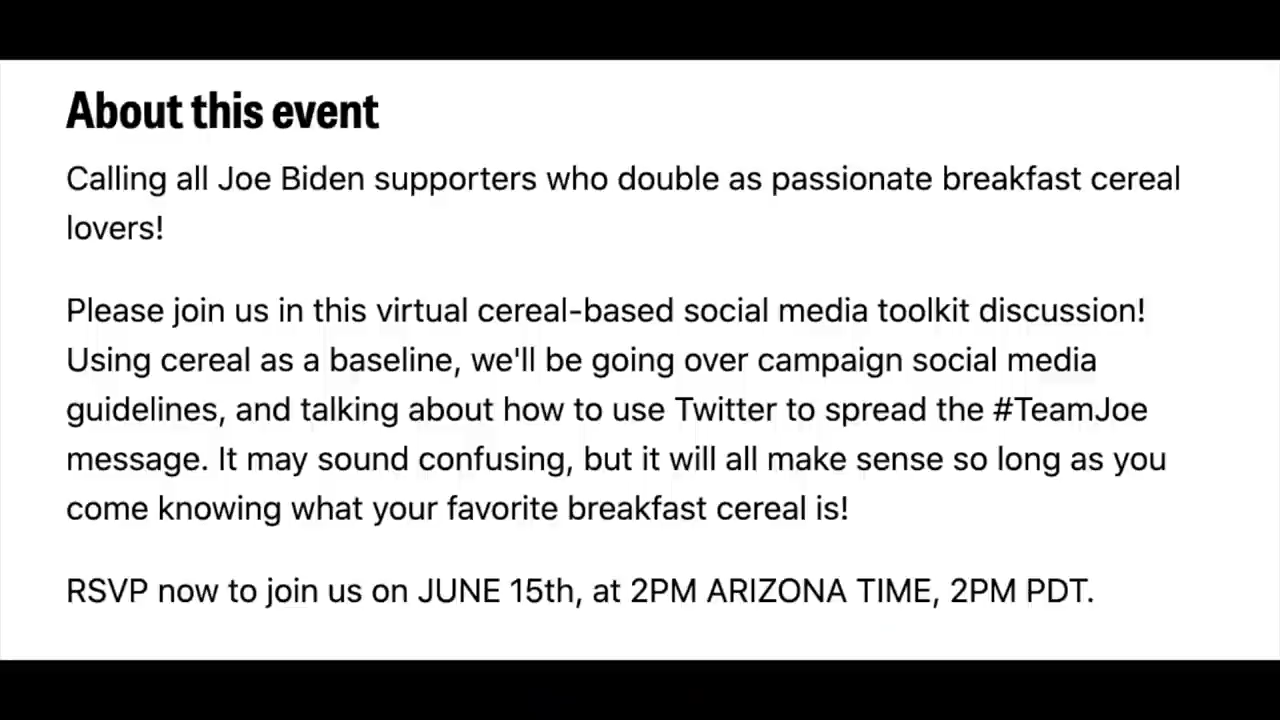 About this event
Calling all Joe Biden supporters who double as passionate breakfast cereal
lovers!
Please join us in this virtual cereal-based social media toolkit discussion!
Using cereal as a baseline, we'll be going over campaign social media
guidelines, and talking about how to use Twitter to spread the #TeamJoe
message. It may sound confusing, but it will all make sense so long as you
come knowing what your favorite breakfast cereal is!
RSVP now to join us on JUNE 15th, at 2PM ARIZONA TIME, 2PM PDT.